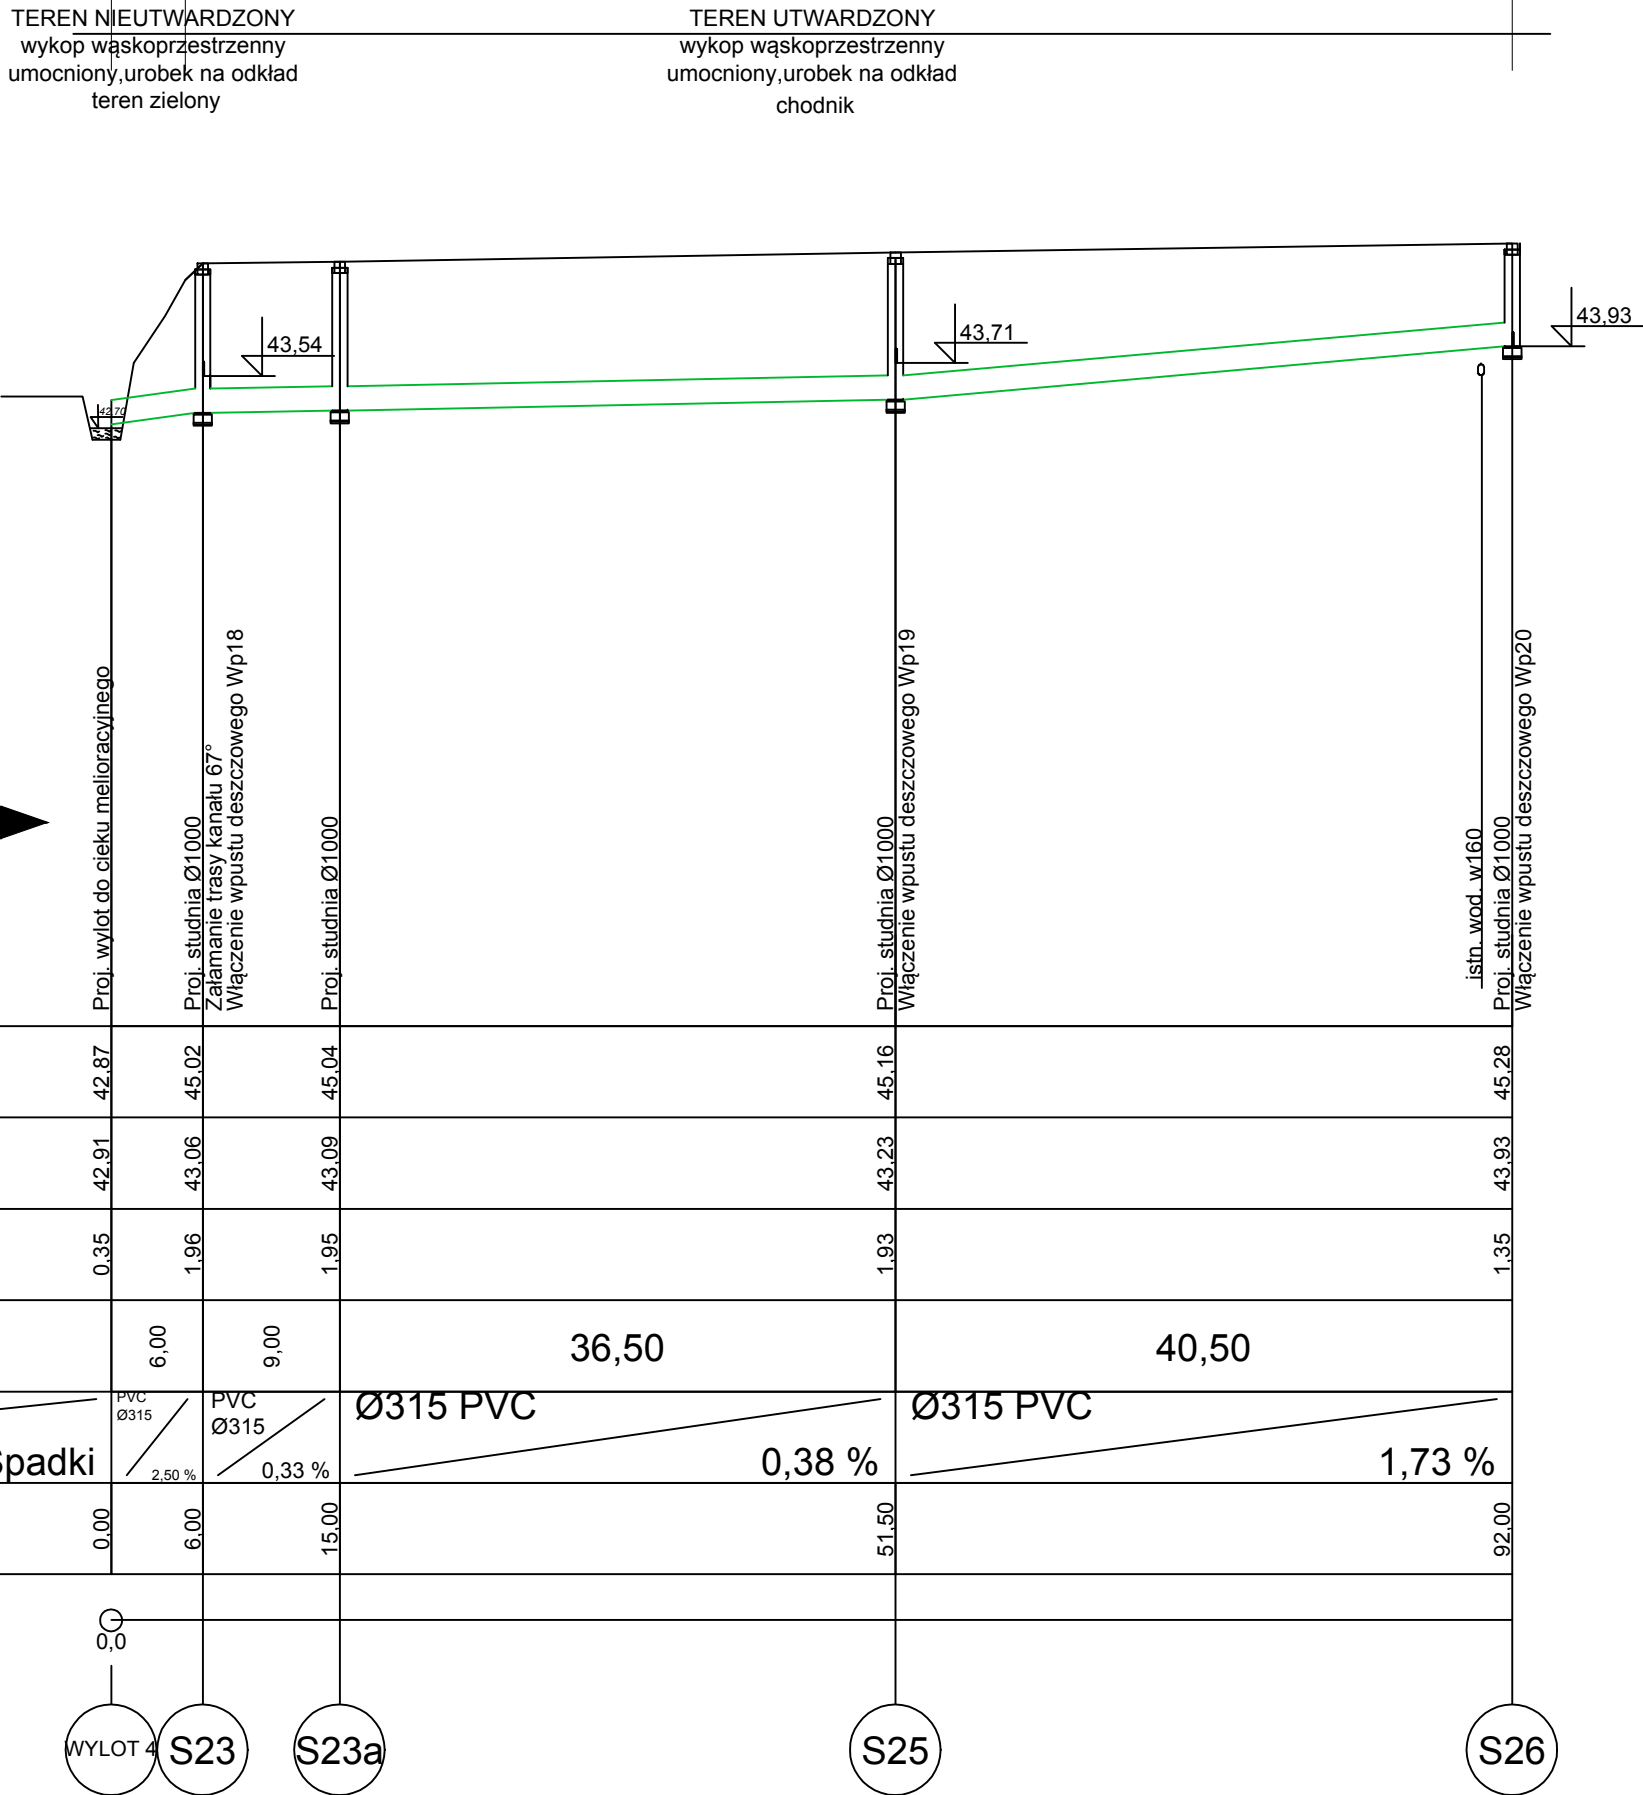 TEREN NIEUTWARDZONY
wykop wąskoprzestrzenny
umocniony,urobek na odkład
teren zielony
TEREN UTWARDZONY
wykop wąskoprzestrzenny
umocniony,urobek na odkład
chodnik
43,54
43,71
43,93
42,70
Proj. wylot do cieku melioracyjnego
Proj. studnia Ø1000
Załamanie trasy kanału 67°
Włączenie wpustu deszczowego Wp18
Proj. studnia Ø1000
Proj. studnia Ø1000
Włączenie wpustu deszczowego Wp19
istn. wod. w160
Proj. studnia Ø1000
Włączenie wpustu deszczowego Wp20
42,87 45,02 45,04 45,16 45,28
42,91 43,06 43,09 43,23 43,93
0,35 1,96 1,95 1,93 1,35
6,00 9,00 36,50 40,50
PVC
Ø315
2,50 %
PVC
Ø315
0,33 %
Ø315 PVC
0,38 %
Ø315 PVC
1,73 %
Spadki
0,00 6,00 15,00 51,50 92,00
0,0
WYLOT 4 S23 S23a S25 S26